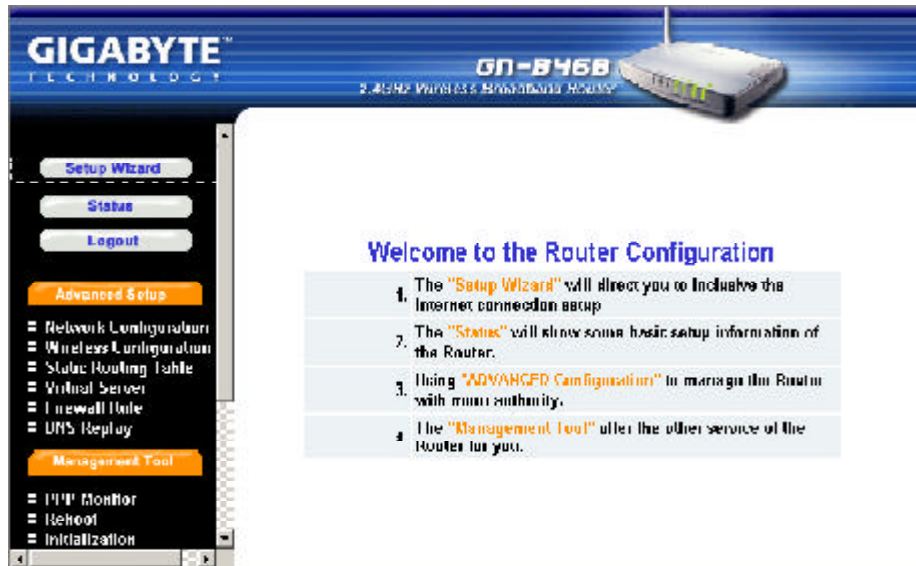 GIGABYTE™
TECHNOLOGY
GN-B46B
2.4GHz Wireless Broadband Router
Setup Wizard
Status
Logout
Advanced Setup
Network Configuration
Wireless Configuration
Static Routing Table
Virtual Server
Firewall Rule
DNS Replay
Management Tool
PPP Monitor
Reboot
Initialization
Welcome to the Router Configuration
1. The "Setup Wizard" will direct you to Inclusive the
Internet connection setup
2. The "Status" will show some basic setup information of
the Router.
3. Using "ADVANCED Configuration" to manage the Router
with more authority.
4. The "Management Tool" offer the other service of the
Router for you.